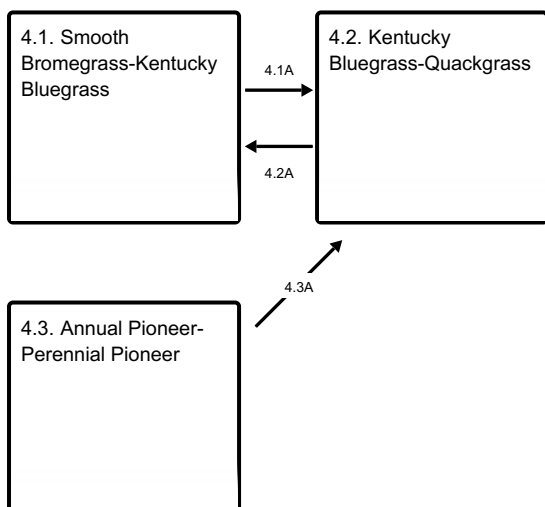 4.1. Smooth
Bromegrass-Kentucky
Bluegrass
4.1A
4.2. Kentucky
Bluegrass-Quackgrass
4.2A
4.3A
4.3. Annual Pioneer-
Perennial Pioneer